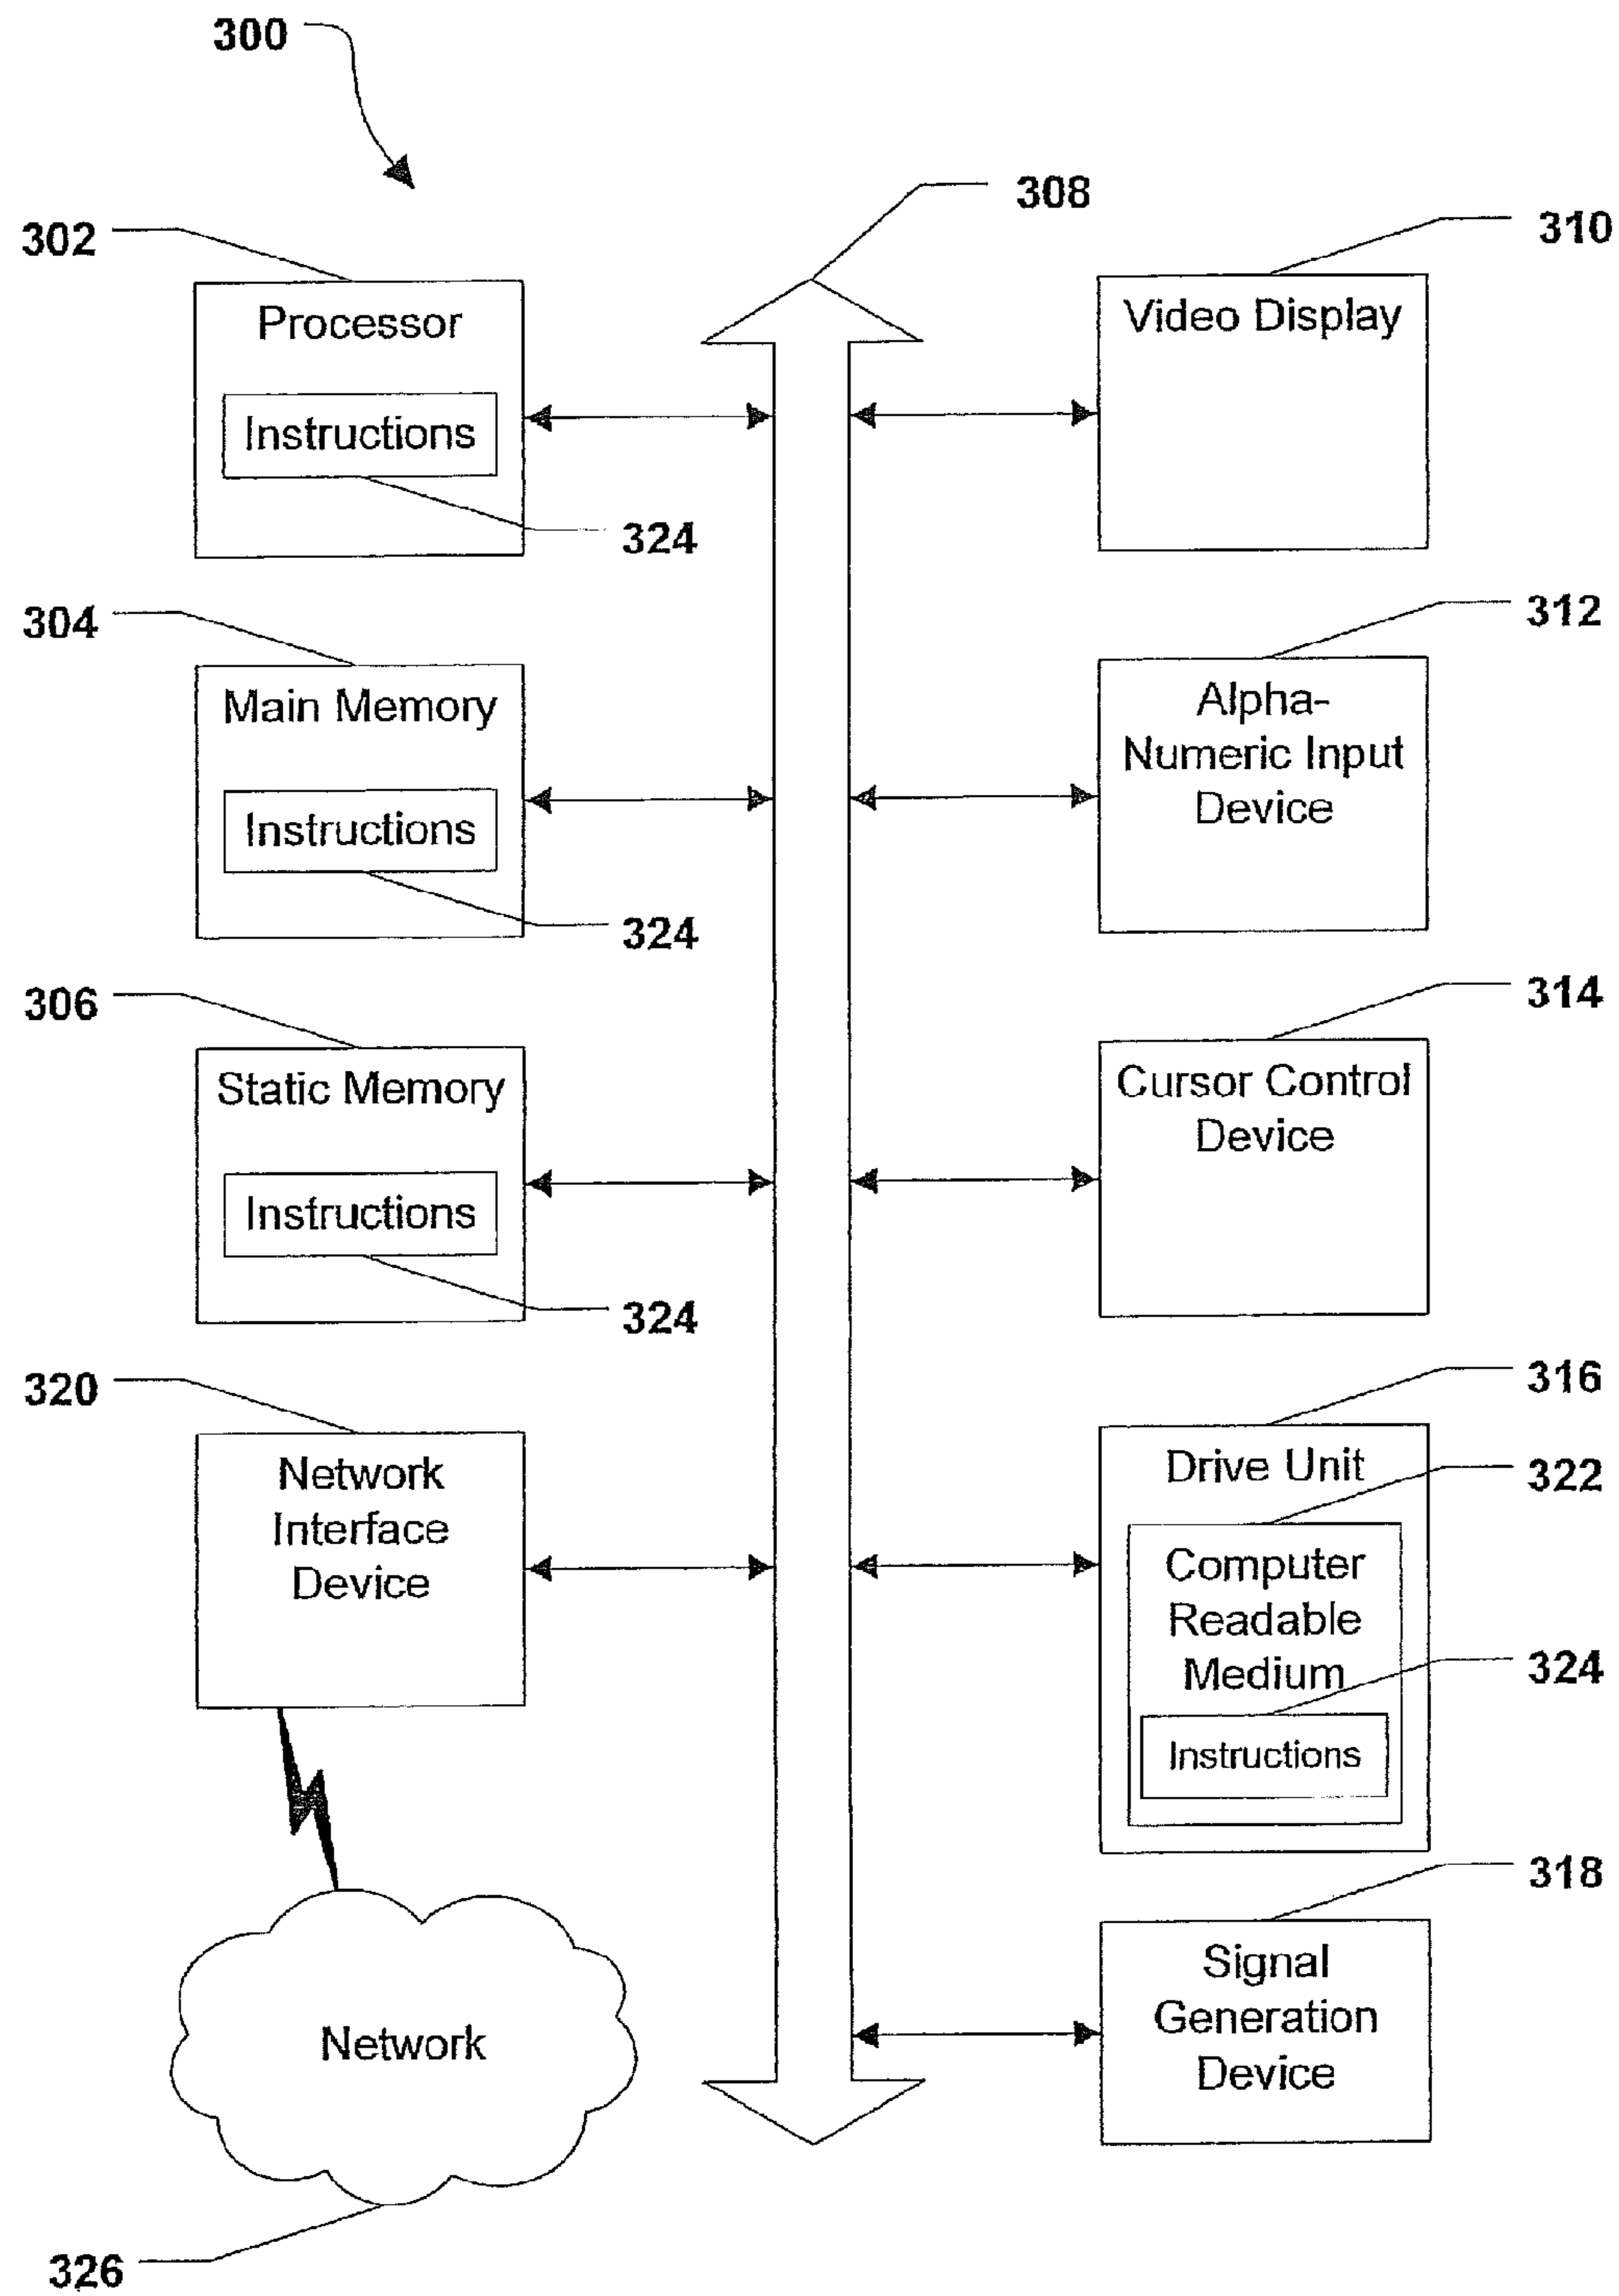 300
308
302
310
Processor
Instructions
324
Video Display
304
312
Main Memory
Instructions
324
Alpha-
Numeric Input
Device
306
314
Static Memory
Instructions
324
Cursor Control
Device
320
316
Network
Interface
Device
Drive Unit
322
Computer
Readable
Medium
324
Instructions
318
Signal
Generation
Device
Network
326